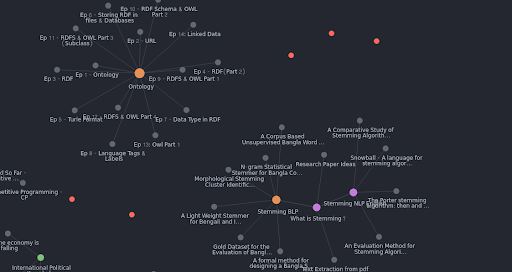 Ep 10 - RDF Schema & OWL
Part 2
Ep 6 - Storing RDF in
files & Databases
Ep 14: Linked Data
Ep 11 - RDFS & OWL Part 3
(Subclass)
Ep 2 - URL
Ep 4 - RDF(Part 2)
Ep 3 - RDF
Ep 1 - Ontology
Ep 9 - RDFS & OWL Part 1
Ontology
Ep 5 - Turle Format
Ep 12 - RDFS & OWL Part
Ep 7 - Data Type in RDF
Ep 13: Owl Part 1
Ep 8 - Language Tags &
Labels
A Corpus Based
Unsupervised Bangla Word ...
A Comparative Study of
Stemming Algorith...
N-gram Statistical
Stemmer for Bangla Co...
Research Paper Ideas
Snowball - A language for
stemming algor...
Morphological Stemming
Cluster Identific...
Stemming NLP
The Porter stemming
algorithm: then and ...
A Light Weight Stemmer
for Bengali and I...
Stemming BLP
What is Stemming ?
Gold Dataset for the
Evaluation of Bangl...
A formal method for
designing a Bangla S
An Evaluation Method for
Stemming Algori...
Text Extraction from pdf
d So Far -
tive ...
etitive Programming -
CP
he economy is
falling
International Political